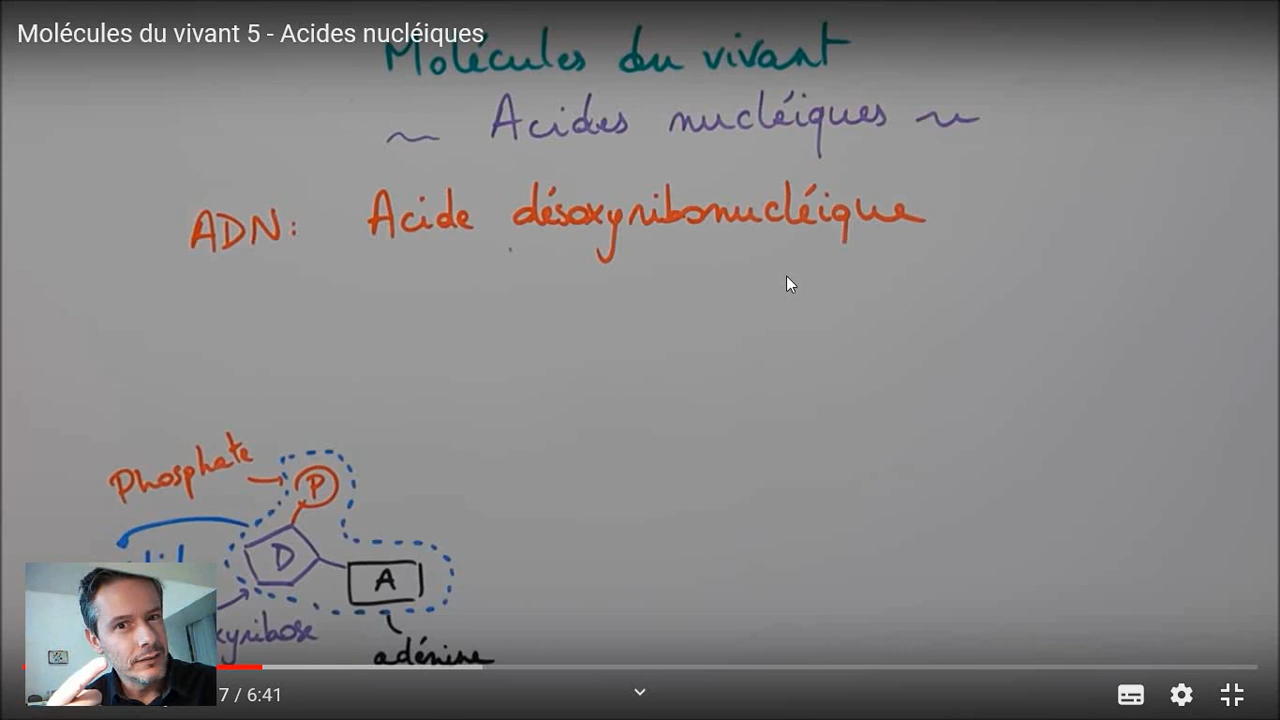 Molécules du vivant 5 - Acides nucléiques
Molécules du vivant
~ Acides nucléiques ~
ADN: Acide désoxyribonucléique
Phosphate
P
D
A
adénine
7 / 6:41